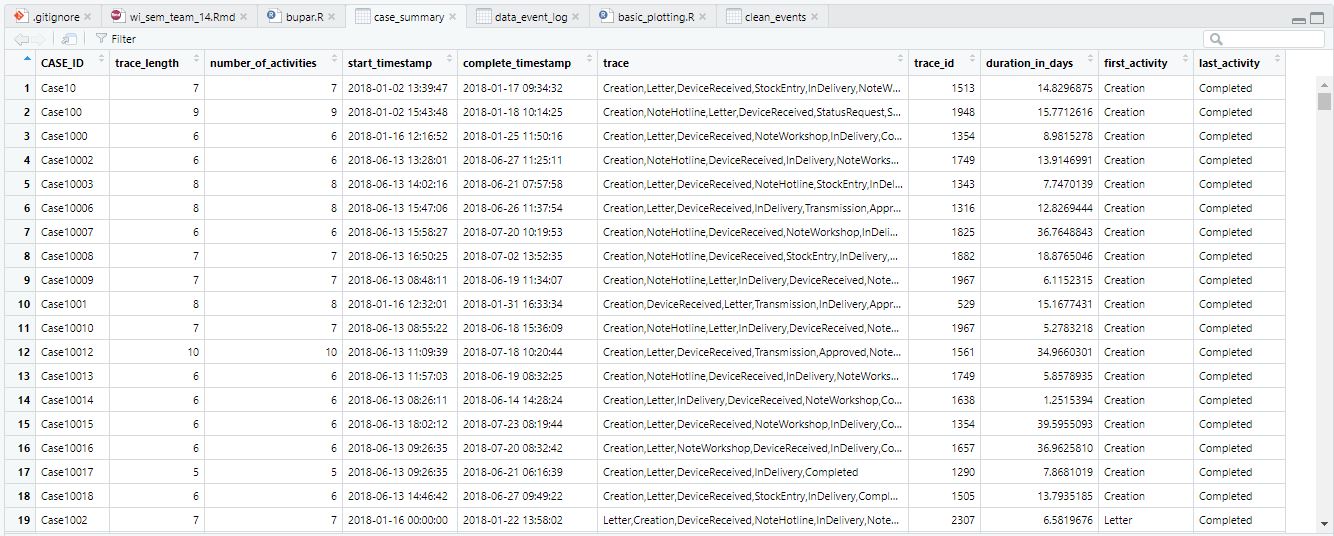 .gitignore wi_sem_team_14.Rmd bupar.R case_summary data_event_log basic_plotting.R clean_events
Filter
CASE_ID trace_length number_of_activities start_timestamp complete_timestamp trace trace_id duration_in_days first_activity last_activity
1 Case10 7 7 2018-01-02 13:39:47 2018-01-17 09:34:32 Creation,Letter,DeviceReceived,StockEntry,InDelivery,NoteW... 1513 14.8296875 Creation Completed
2 Case100 9 9 2018-01-02 15:43:48 2018-01-18 10:14:25 Creation,NoteHotline,Letter,DeviceReceived,StatusRequest,S... 1948 15.7712616 Creation Completed
3 Case1000 6 6 2018-01-16 12:16:52 2018-01-25 11:50:16 Creation,Letter,DeviceReceived,NoteWorkshop,InDelivery,Co... 1354 8.9815278 Creation Completed
4 Case10002 6 6 2018-06-13 13:28:01 2018-06-27 11:25:11 Creation,NoteHotline,DeviceReceived,InDelivery,NoteWorks... 1749 13.9146991 Creation Completed
5 Case10003 8 8 2018-06-13 14:02:16 2018-06-21 07:57:58 Creation,Letter,DeviceReceived,NoteHotline,StockEntry,InDel... 1343 7.7470139 Creation Completed
6 Case10006 8 8 2018-06-13 15:47:06 2018-06-26 11:37:54 Creation,Letter,DeviceReceived,InDelivery,Transmission,Appr... 1316 12.8269444 Creation Completed
7 Case10007 6 6 2018-06-13 15:58:27 2018-07-20 10:19:53 Creation,NoteHotline,DeviceReceived,NoteWorkshop,InDeli... 1825 36.7648843 Creation Completed
8 Case10008 7 7 2018-06-13 16:50:25 2018-07-02 13:52:35 Creation,NoteHotline,DeviceReceived,StockEntry,InDelivery,... 1882 18.8765046 Creation Completed
9 Case10009 7 7 2018-06-13 08:48:11 2018-06-19 11:34:07 Creation,NoteHotline,Letter,InDelivery,DeviceReceived,Note... 1967 6.1152315 Creation Completed
10 Case1001 8 8 2018-01-16 12:32:01 2018-01-31 16:33:34 Creation,DeviceReceived,Letter,Transmission,InDelivery,Appr... 529 15.1677431 Creation Completed
11 Case10010 7 7 2018-06-13 08:55:22 2018-06-18 15:36:09 Creation,NoteHotline,Letter,InDelivery,DeviceReceived,Note... 1967 5.2783218 Creation Completed
12 Case10012 10 10 2018-06-13 11:09:39 2018-07-18 10:20:44 Creation,Letter,DeviceReceived,Transmission,Approved,Note... 1561 34.9660301 Creation Completed
13 Case10013 6 6 2018-06-13 11:57:03 2018-06-19 08:32:25 Creation,NoteHotline,DeviceReceived,InDelivery,NoteWorks... 1749 5.8578935 Creation Completed
14 Case10014 6 6 2018-06-13 08:26:11 2018-06-14 14:28:24 Creation,Letter,InDelivery,DeviceReceived,NoteWorkshop,Co... 1638 1.2515394 Creation Completed
15 Case10015 6 6 2018-06-13 18:02:12 2018-07-23 08:19:44 Creation,Letter,DeviceReceived,NoteWorkshop,InDelivery,Co... 1354 39.5955093 Creation Completed
16 Case10016 6 6 2018-06-13 09:26:35 2018-07-20 08:32:42 Creation,Letter,NoteWorkshop,DeviceReceived,InDelivery,Co... 1657 36.9625810 Creation Completed
17 Case10017 5 5 2018-06-13 09:26:35 2018-06-21 06:16:39 Creation,Letter,DeviceReceived,InDelivery,Completed 1290 7.8681019 Creation Completed
18 Case10018 6 6 2018-06-13 14:46:42 2018-06-27 09:49:22 Creation,Letter,DeviceReceived,StockEntry,InDelivery,Compl... 1505 13.7935185 Creation Completed
19 Case1002 7 7 2018-01-16 00:00:00 2018-01-22 13:58:02 Letter,Creation,DeviceReceived,NoteHotline,InDelivery,Note... 2307 6.5819676 Letter Completed